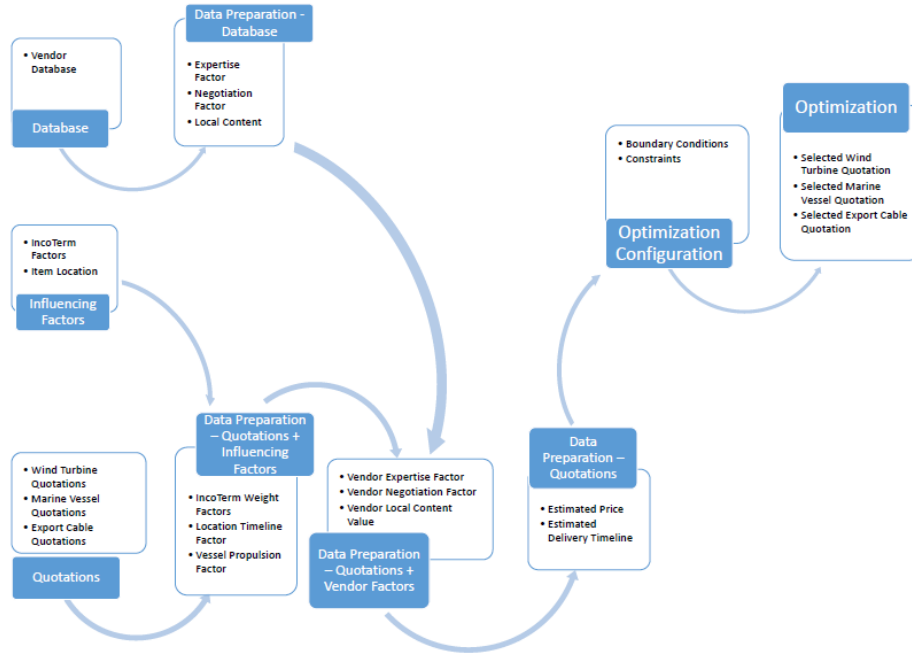 • Vendor
Database
Database
Data Preparation -
Database
• Expertise
Factor
• Negotiation
Factor
• Local Content
• IncoTerm
Factors
• Item Location
Influencing
Factors
• Wind Turbine
Quotations
• Marine Vessel
Quotations
• Export Cable
Quotations
Quotations
Data Preparation
– Quotations +
Influencing
Factors
• IncoTerm Weight
Factors
• Location Timeline
Factor
• Vessel Propulsion
Factor
• Vendor Expertise Factor
• Vendor Negotiation Factor
• Vendor Local Content
Value
Data Preparation
– Quotations +
Vendor Factors
Data
Preparation –
Quotations
• Estimated Price
• Estimated
Delivery Timeline
• Boundary Conditions
• Constraints
Optimization
Configuration
Optimization
• Selected Wind
Turbine Quotation
• Selected Marine
Vessel Quotation
• Selected Export Cable
Quotation